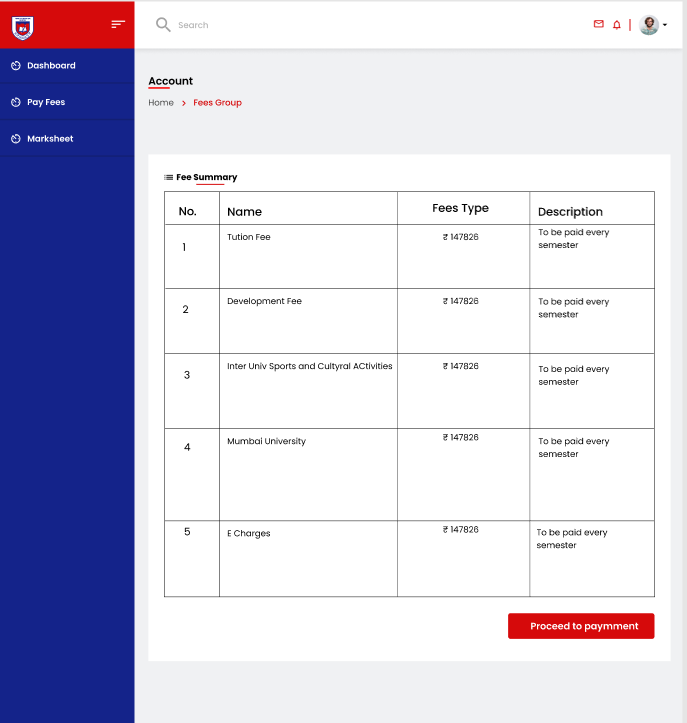 Search
Dashboard
Pay Fees
Marksheet
Account
Home > Fees Group
Fee Summary
No. Name Fees Type Description
1 Tution Fee ₹ 147826 To be paid every
semester
2 Development Fee ₹ 147826 To be paid every
semester
3 Inter Univ Sports and Cultyral ACtivities ₹ 147826 To be paid every
semester
4 Mumbai University ₹ 147826 To be paid every
semester
5 E Charges ₹ 147826 To be paid every
semester
Proceed to paymment